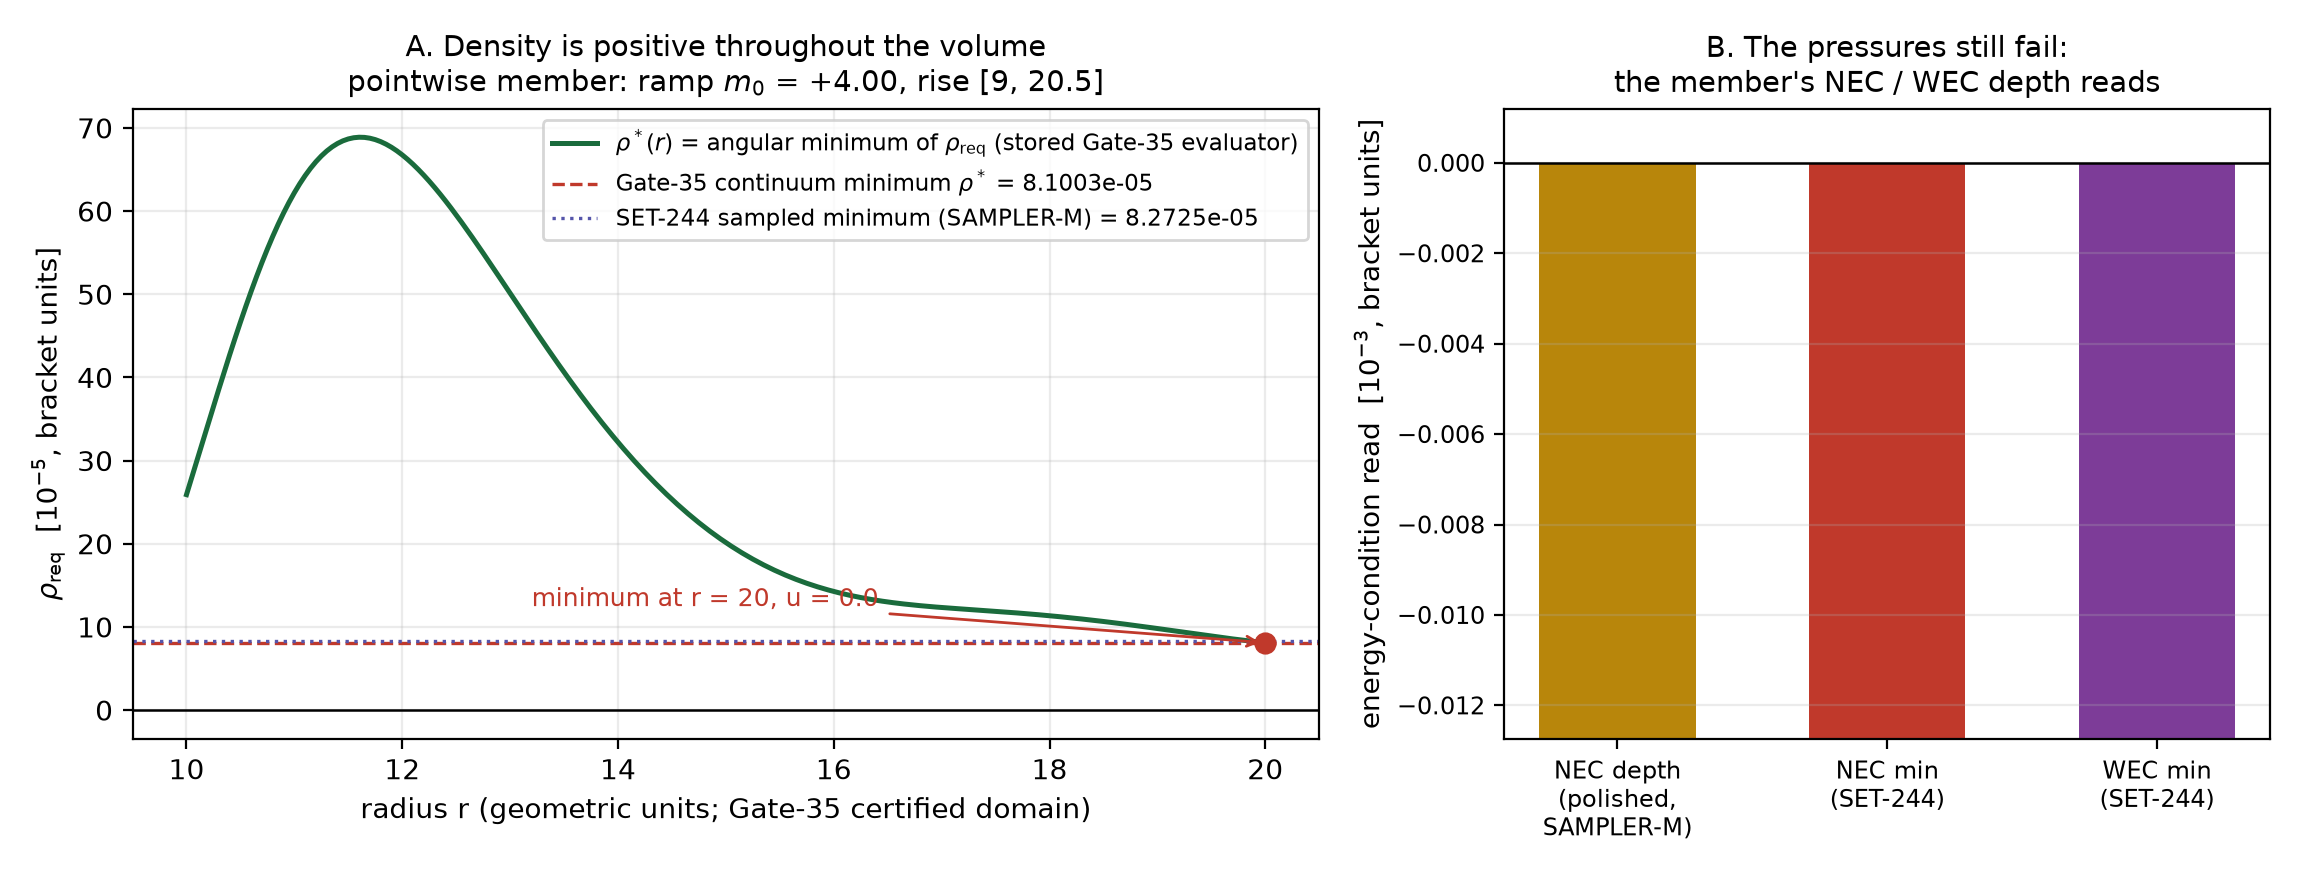 A. Density is positive throughout the volume
pointwise member: ramp m₀ = +4.00, rise [9, 20.5]
ρ*(r) = angular minimum of ρ_req (stored Gate-35 evaluator)
Gate-35 continuum minimum ρ* = 8.1003e-05
SET-244 sampled minimum (SAMPLER-M) = 8.2725e-05
ρ_req [10⁻⁵, bracket units]
70
60
50
40
30
20
10
0
minimum at r = 20, u = 0.0
10 12 14 16 18 20
radius r (geometric units; Gate-35 certified domain)
B. The pressures still fail:
the member's NEC / WEC depth reads
energy-condition read [10⁻³, bracket units]
0.000
−0.002
−0.004
−0.006
−0.008
−0.010
−0.012
NEC depth
(polished,
SAMPLER-M)
NEC min
(SET-244)
WEC min
(SET-244)